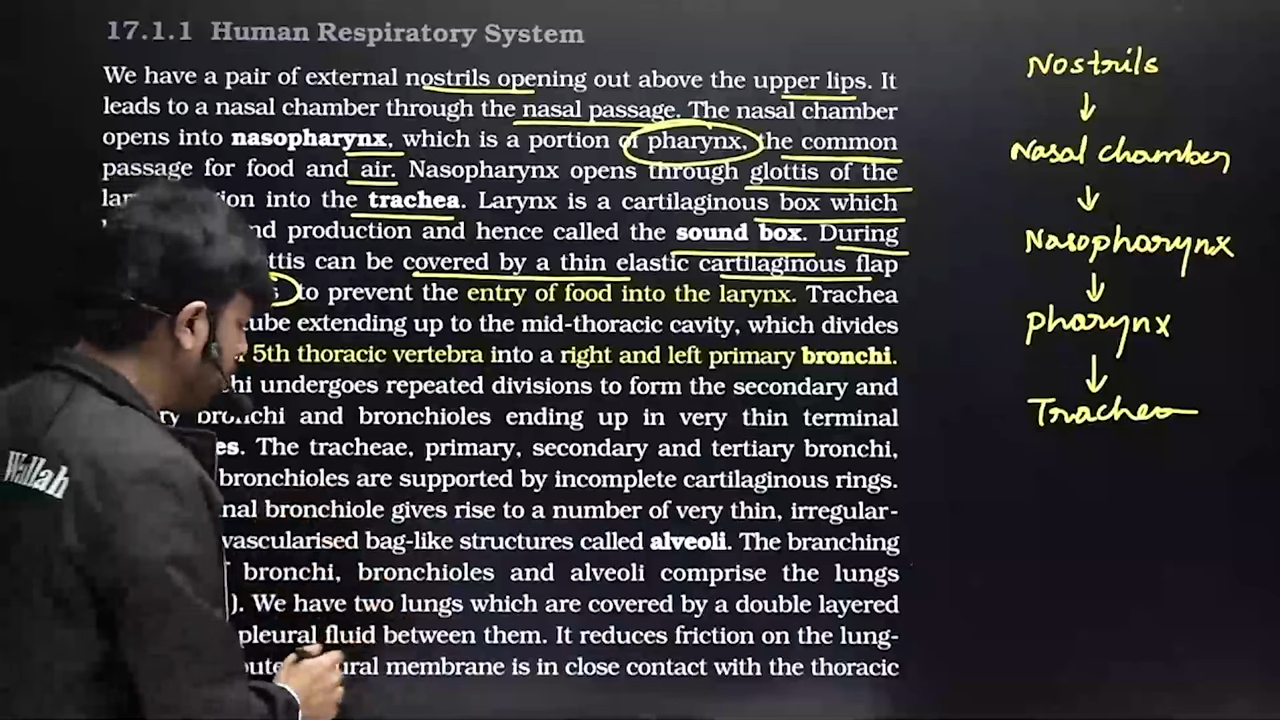 17.1.1 Human Respiratory System
We have a pair of external nostrils opening out above the upper lips. It
leads to a nasal chamber through the nasal passage. The nasal chamber
opens into nasopharynx, which is a portion of pharynx, the common
passage for food and air. Nasopharynx opens through glottis of the
into the trachea. Larynx is a cartilaginous box which
production and hence called the sound box. During
can be covered by a thin elastic cartilaginous flap
to prevent the entry of food into the larynx. Trachea
extending up to the mid-thoracic cavity, which divides
5th thoracic vertebra into a right and left primary bronchi.
undergoes repeated divisions to form the secondary and
bronchi and bronchioles ending up in very thin terminal
The tracheae, primary, secondary and tertiary bronchi,
bronchioles are supported by incomplete cartilaginous rings.
bronchiole gives rise to a number of very thin, irregular-
vascularised bag-like structures called alveoli. The branching
bronchi, bronchioles and alveoli comprise the lungs
). We have two lungs which are covered by a double layered
pleural fluid between them. It reduces friction on the lung-
membrane is in close contact with the thoracic
Nostrils
↓
Nasal chamber
↓
Nasopharynx
↓
pharynx
↓
Trachea
Wallah